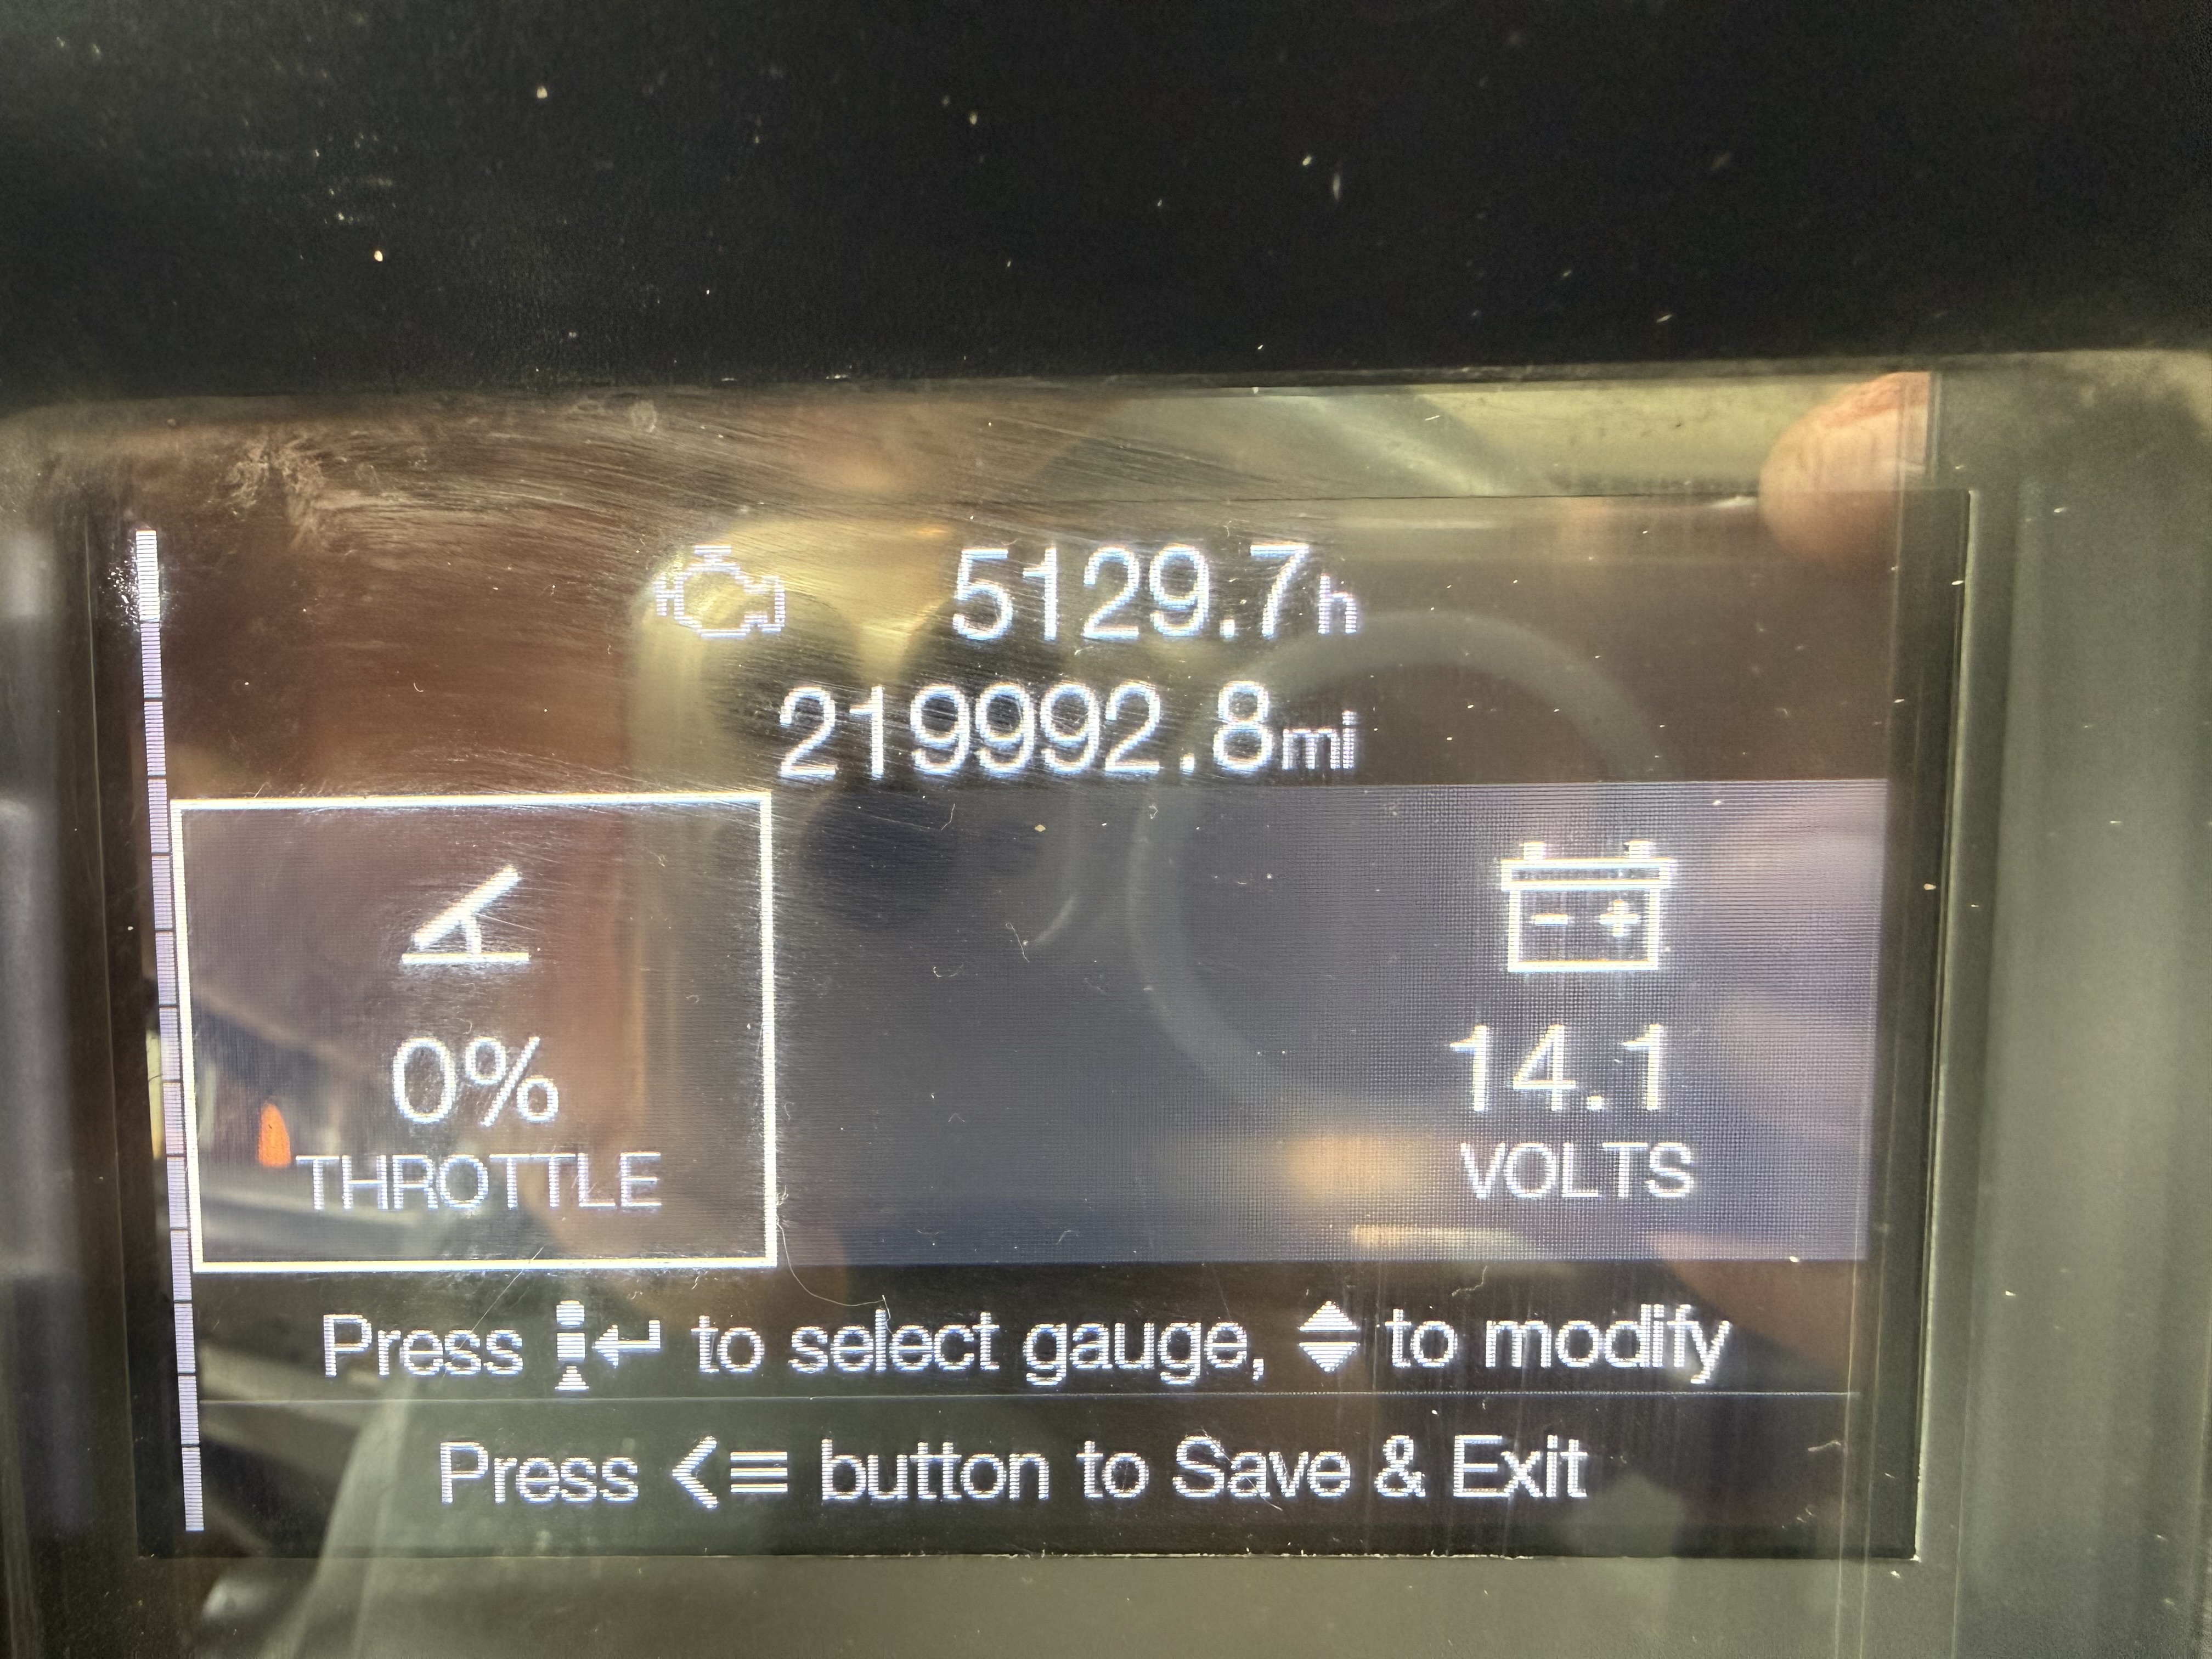 5129.7h
219992.8mi
0%
THROTTLE
- +
14.1
VOLTS
Press i↵ to select gauge, ⬍ to modify
Press <≡ button to Save & Exit